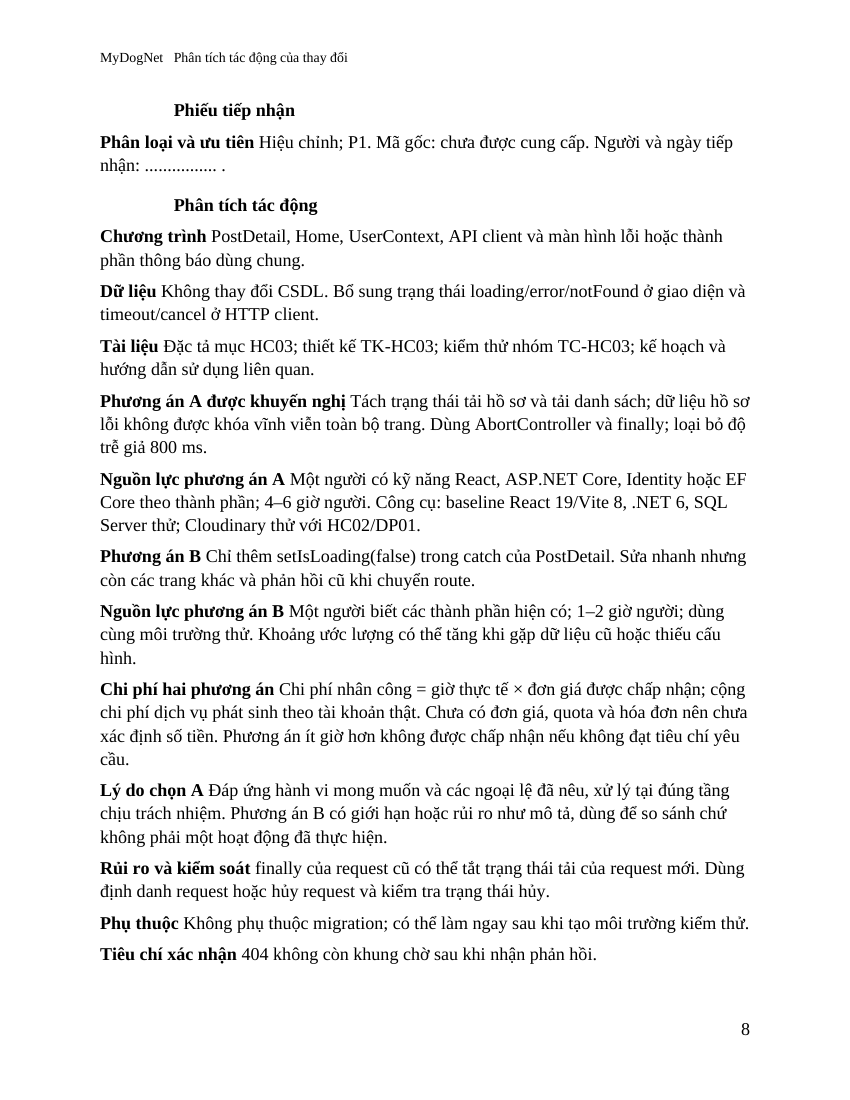 MyDogNet Phân tích tác động của thay đổi
Phiếu tiếp nhận
Phân loại và ưu tiên Hiệu chỉnh; P1. Mã gốc: chưa được cung cấp. Người và ngày tiếp
nhận: ................ .
Phân tích tác động
Chương trình PostDetail, Home, UserContext, API client và màn hình lỗi hoặc thành
phần thông báo dùng chung.
Dữ liệu Không thay đổi CSDL. Bổ sung trạng thái loading/error/notFound ở giao diện và
timeout/cancel ở HTTP client.
Tài liệu Đặc tả mục HC03; thiết kế TK-HC03; kiểm thử nhóm TC-HC03; kế hoạch và
hướng dẫn sử dụng liên quan.
Phương án A được khuyến nghị Tách trạng thái tải hồ sơ và tải danh sách; dữ liệu hồ sơ
lỗi không được khóa vĩnh viễn toàn bộ trang. Dùng AbortController và finally; loại bỏ độ
trễ giả 800 ms.
Nguồn lực phương án A Một người có kỹ năng React, ASP.NET Core, Identity hoặc EF
Core theo thành phần; 4–6 giờ người. Công cụ: baseline React 19/Vite 8, .NET 6, SQL
Server thử; Cloudinary thử với HC02/DP01.
Phương án B Chỉ thêm setIsLoading(false) trong catch của PostDetail. Sửa nhanh nhưng
còn các trang khác và phản hồi cũ khi chuyển route.
Nguồn lực phương án B Một người biết các thành phần hiện có; 1–2 giờ người; dùng
cùng môi trường thử. Khoảng ước lượng có thể tăng khi gặp dữ liệu cũ hoặc thiếu cấu
hình.
Chi phí hai phương án Chi phí nhân công = giờ thực tế × đơn giá được chấp nhận; cộng
chi phí dịch vụ phát sinh theo tài khoản thật. Chưa có đơn giá, quota và hóa đơn nên chưa
xác định số tiền. Phương án ít giờ hơn không được chấp nhận nếu không đạt tiêu chí yêu
cầu.
Lý do chọn A Đáp ứng hành vi mong muốn và các ngoại lệ đã nêu, xử lý tại đúng tầng
chịu trách nhiệm. Phương án B có giới hạn hoặc rủi ro như mô tả, dùng để so sánh chứ
không phải một hoạt động đã thực hiện.
Rủi ro và kiểm soát finally của request cũ có thể tắt trạng thái tải của request mới. Dùng
định danh request hoặc hủy request và kiểm tra trạng thái hủy.
Phụ thuộc Không phụ thuộc migration; có thể làm ngay sau khi tạo môi trường kiểm thử.
Tiêu chí xác nhận 404 không còn khung chờ sau khi nhận phản hồi.
8